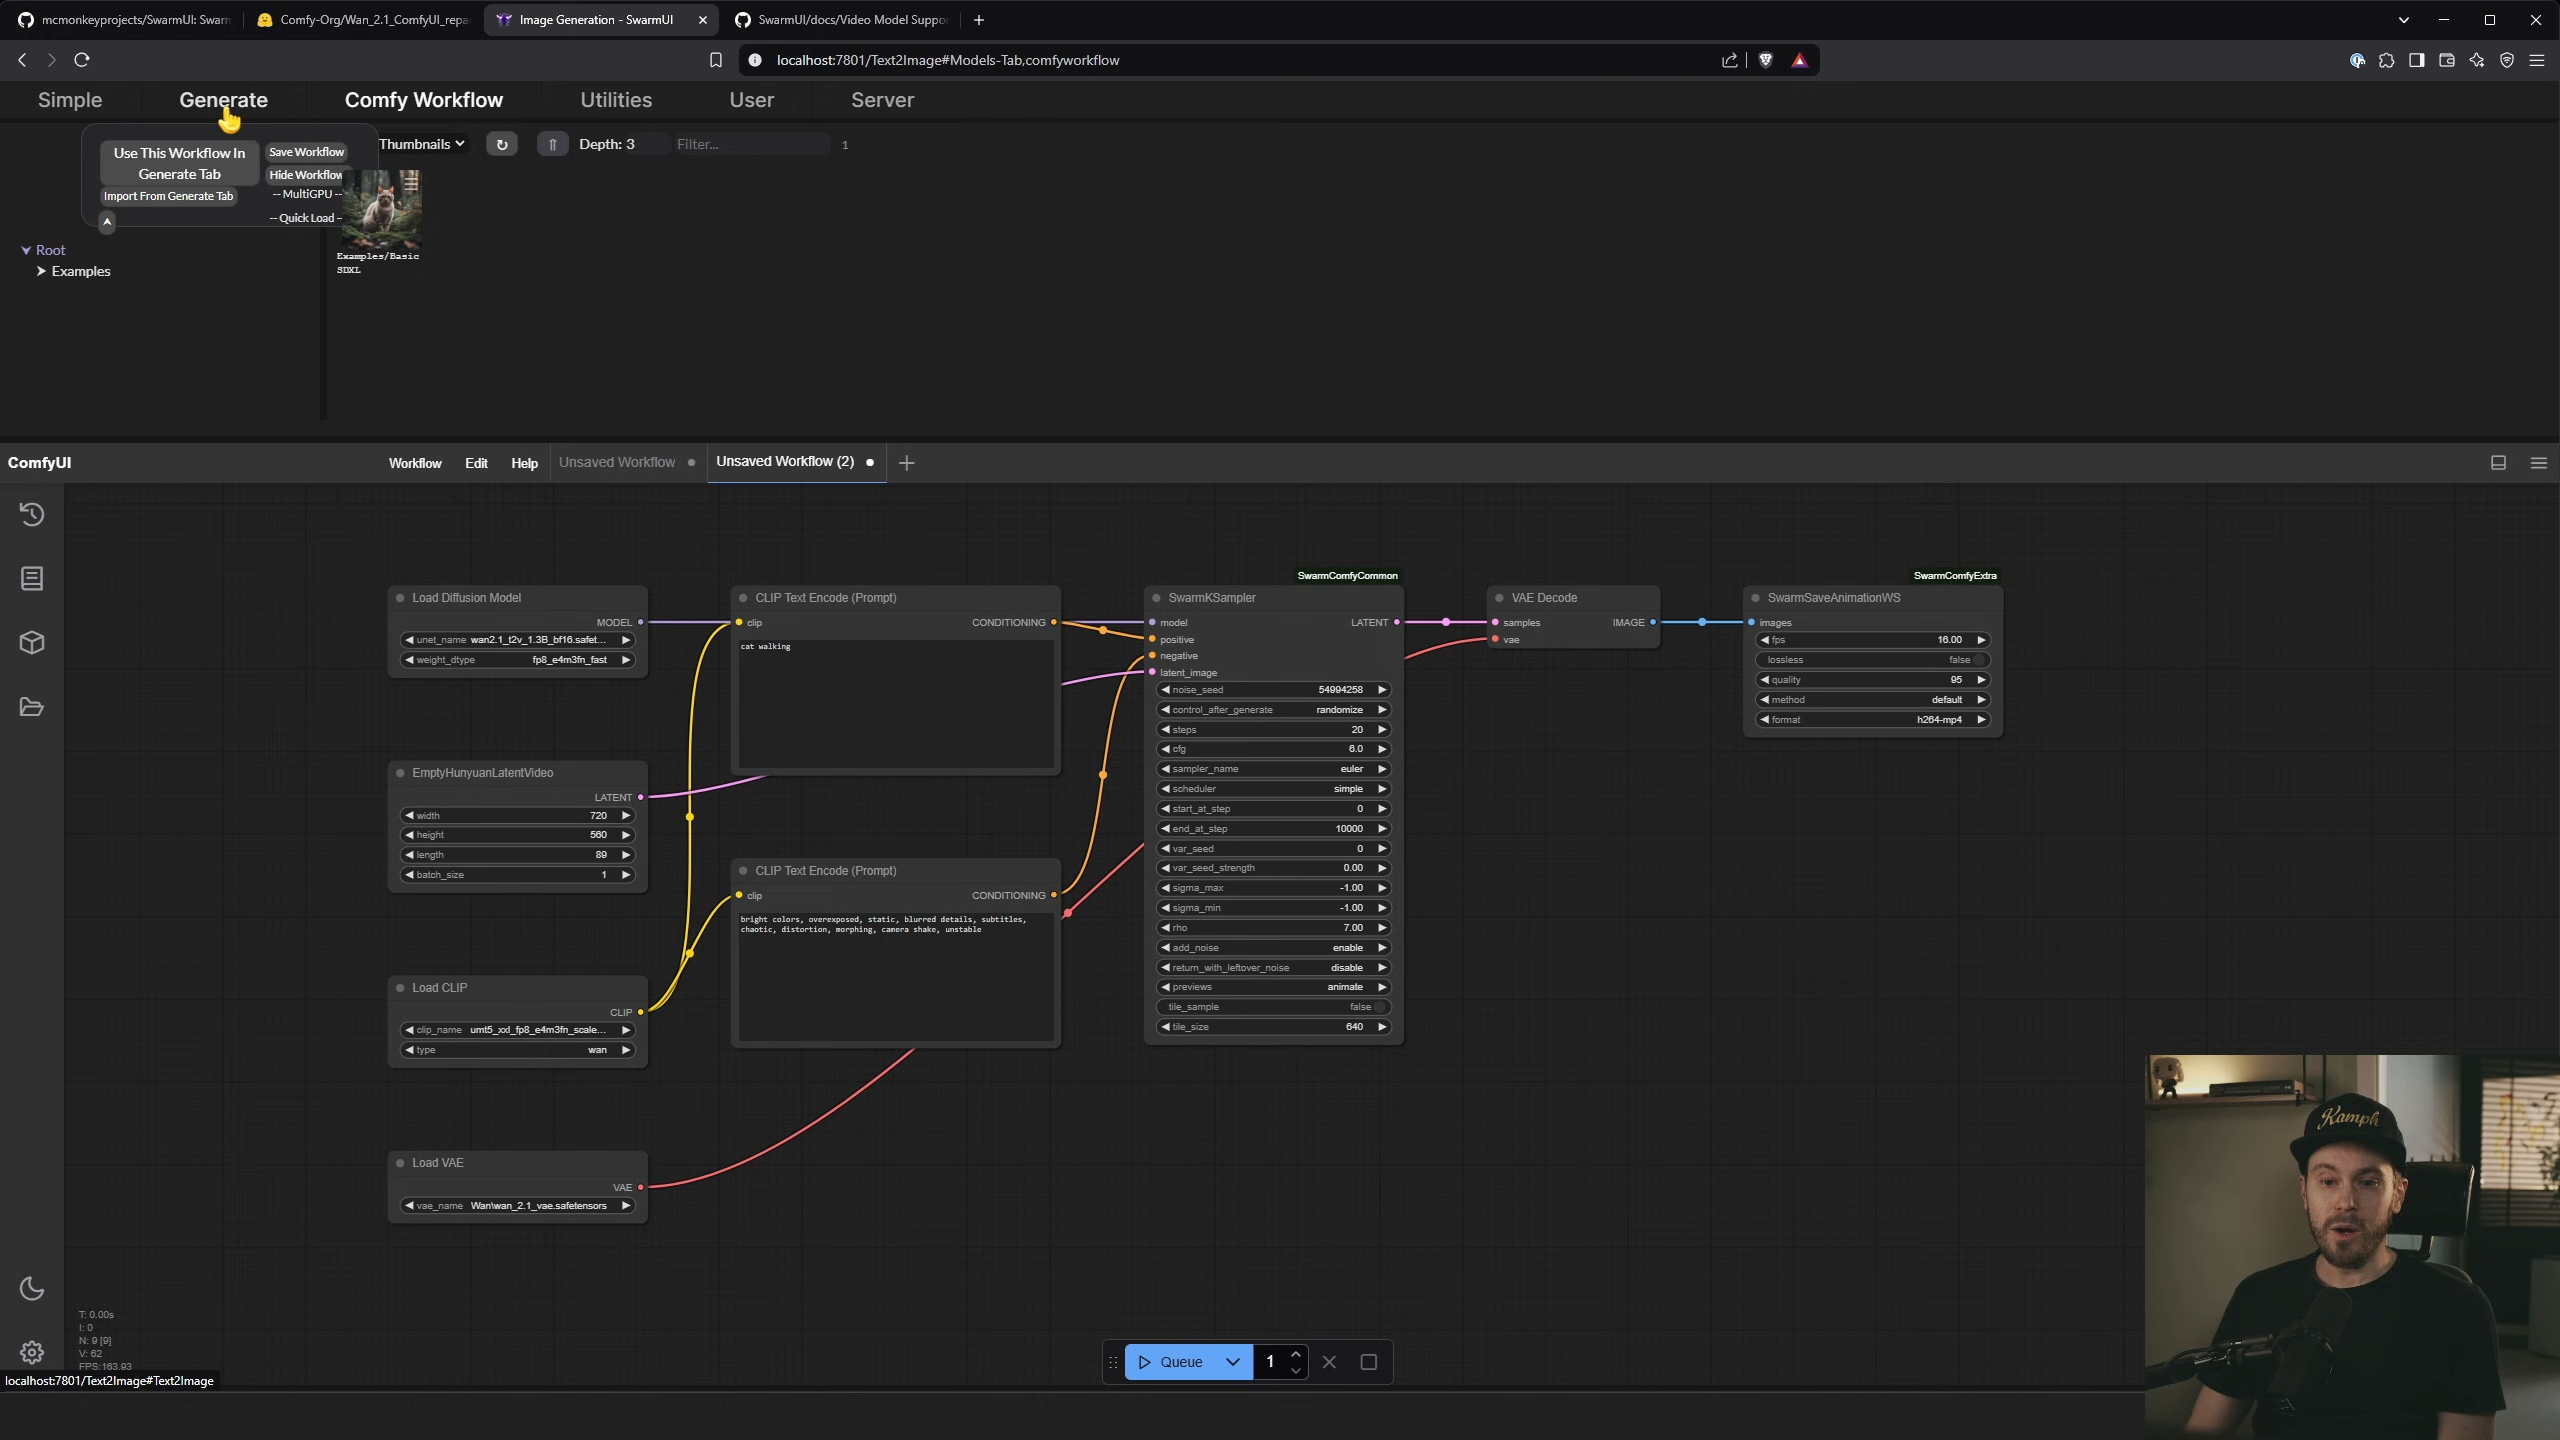 mcmonkeyprojects/SwarmUI: Swarm
Comfy-Org/Wan_2.1_ComfyUI_repa
Image Generation - SwarmUI
SwarmUI/docs/Video Model Suppo
localhost:7801/Text2Image#Models-Tab,comfyworkflow
Simple
Generate
Comfy Workflow
Utilities
User
Server
Use This Workflow In
Generate Tab
Save Workflow
Hide Workflow
Import From Generate Tab
-- MultiGPU --
-- Quick Load --
Thumbnails
Depth: 3
Filter...
1
Root
Examples
Examples/Basic
SDXL
ComfyUI
Workflow
Edit
Help
Unsaved Workflow
Unsaved Workflow (2)
Load Diffusion Model
MODEL
unet_name wan2.1_t2v_1.3B_bf16.safet...
weight_dtype fp8_e4m3fn_fast
EmptyHunyuanLatentVideo
LATENT
width 720
height 560
length 89
batch_size 1
Load CLIP
CLIP
clip_name umt5_xxl_fp8_e4m3fn_scale...
type wan
Load VAE
VAE
vae_name Wan\wan_2.1_vae.safetensors
CLIP Text Encode (Prompt)
clip CONDITIONING
cat walking
CLIP Text Encode (Prompt)
clip CONDITIONING
bright colors, overexposed, static, blurred details, subtitles,
chaotic, distortion, morphing, camera shake, unstable
SwarmComfyCommon
SwarmKSampler
model LATENT
positive
negative
latent_image
noise_seed 54994258
control_after_generate randomize
steps 20
cfg 6.0
sampler_name euler
scheduler simple
start_at_step 0
end_at_step 10000
var_seed 0
var_seed_strength 0.00
sigma_max -1.00
sigma_min -1.00
rho 7.00
add_noise enable
return_with_leftover_noise disable
previews animate
tile_sample false
tile_size 640
VAE Decode
samples IMAGE
vae
SwarmComfyExtra
SwarmSaveAnimationWS
images
fps 16.00
lossless false
quality 95
method default
format h264-mp4
T: 0.00s
I: 0
N: 9 [9]
V: 62
FPS:163.93
localhost:7801/Text2Image#Text2Image
Queue
1
Kamph